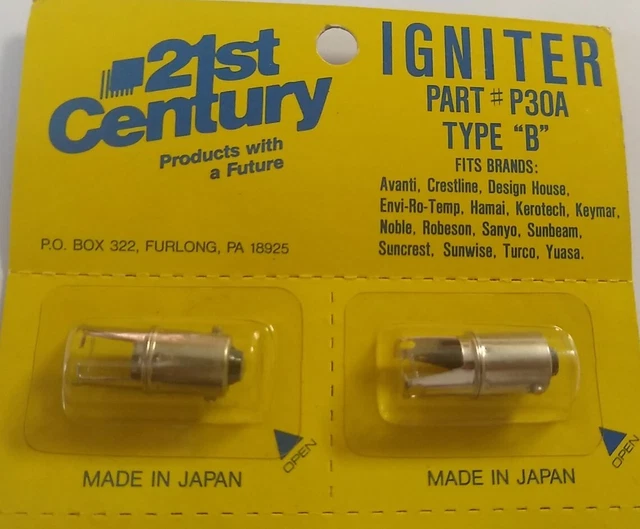 21st
Century
Products with
a Future
P.O. BOX 322, FURLONG, PA 18925
IGNITER
PART # P30A
TYPE "B"
FITS BRANDS:
Avanti, Crestline, Design House,
Envi-Ro-Temp, Hamai, Kerotech, Keymar,
Noble, Robeson, Sanyo, Sunbeam,
Suncrest, Sunwise, Turco, Yuasa.
OPEN
MADE IN JAPAN
OPEN
MADE IN JAPAN